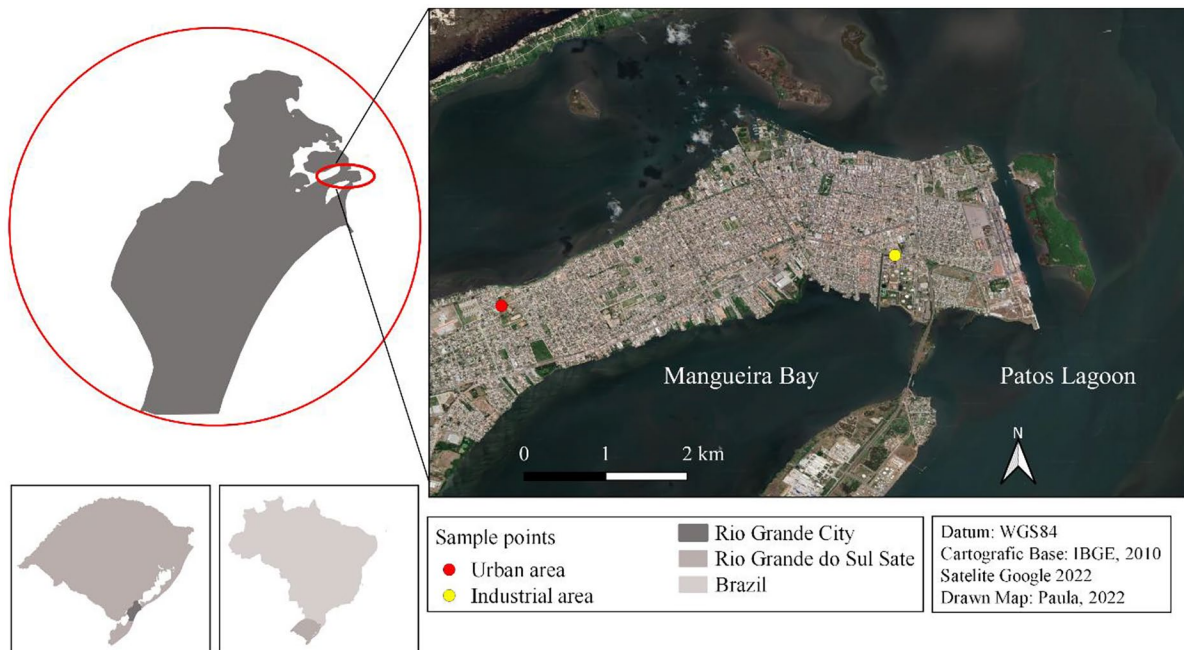 Mangueira Bay
Patos Lagoon
N
0 1 2 km
Sample points
Urban area
Industrial area
Rio Grande City
Rio Grande do Sul Sate
Brazil
Datum: WGS84
Cartografic Base: IBGE, 2010
Satelite Google 2022
Drawn Map: Paula, 2022